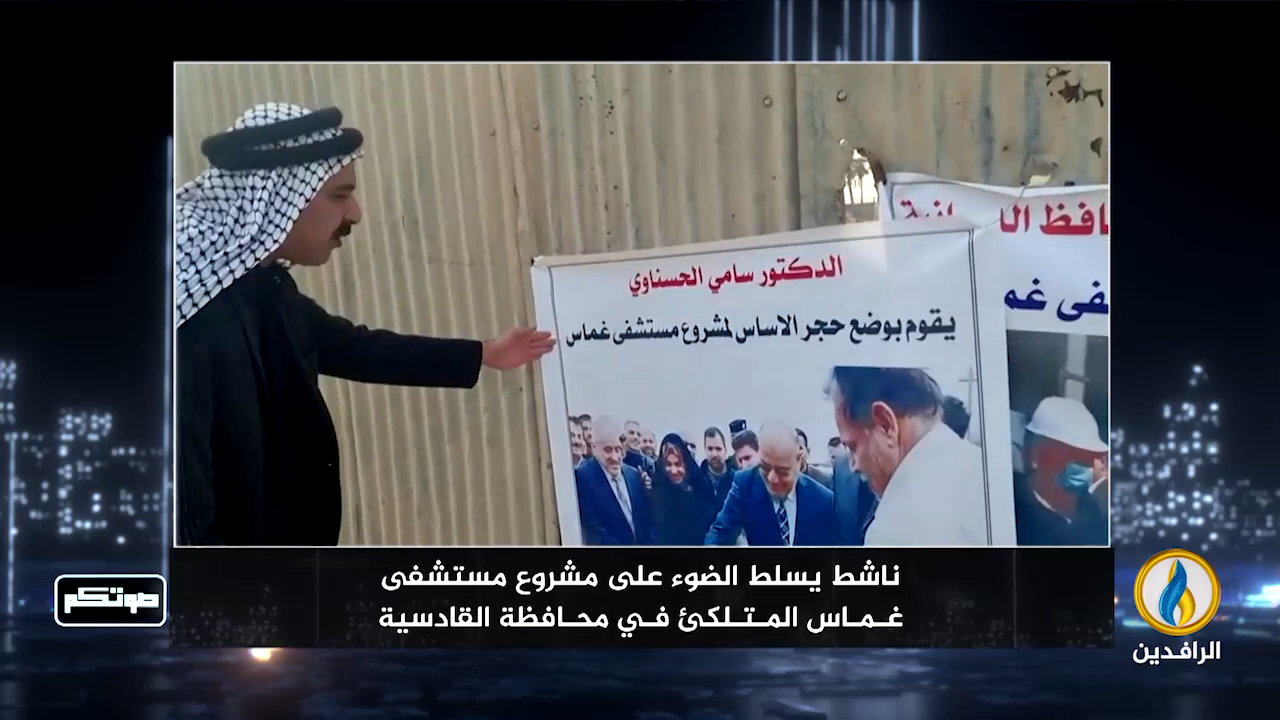 الدكتور سامي الحسناوي
يقوم بوضع حجر الاساس لمشروع مستشفى غماس
ناشط يسلط الضوء على مشروع مستشفى
غماس المتلكئ في محافظة القادسية
صوتكم
الرافدين